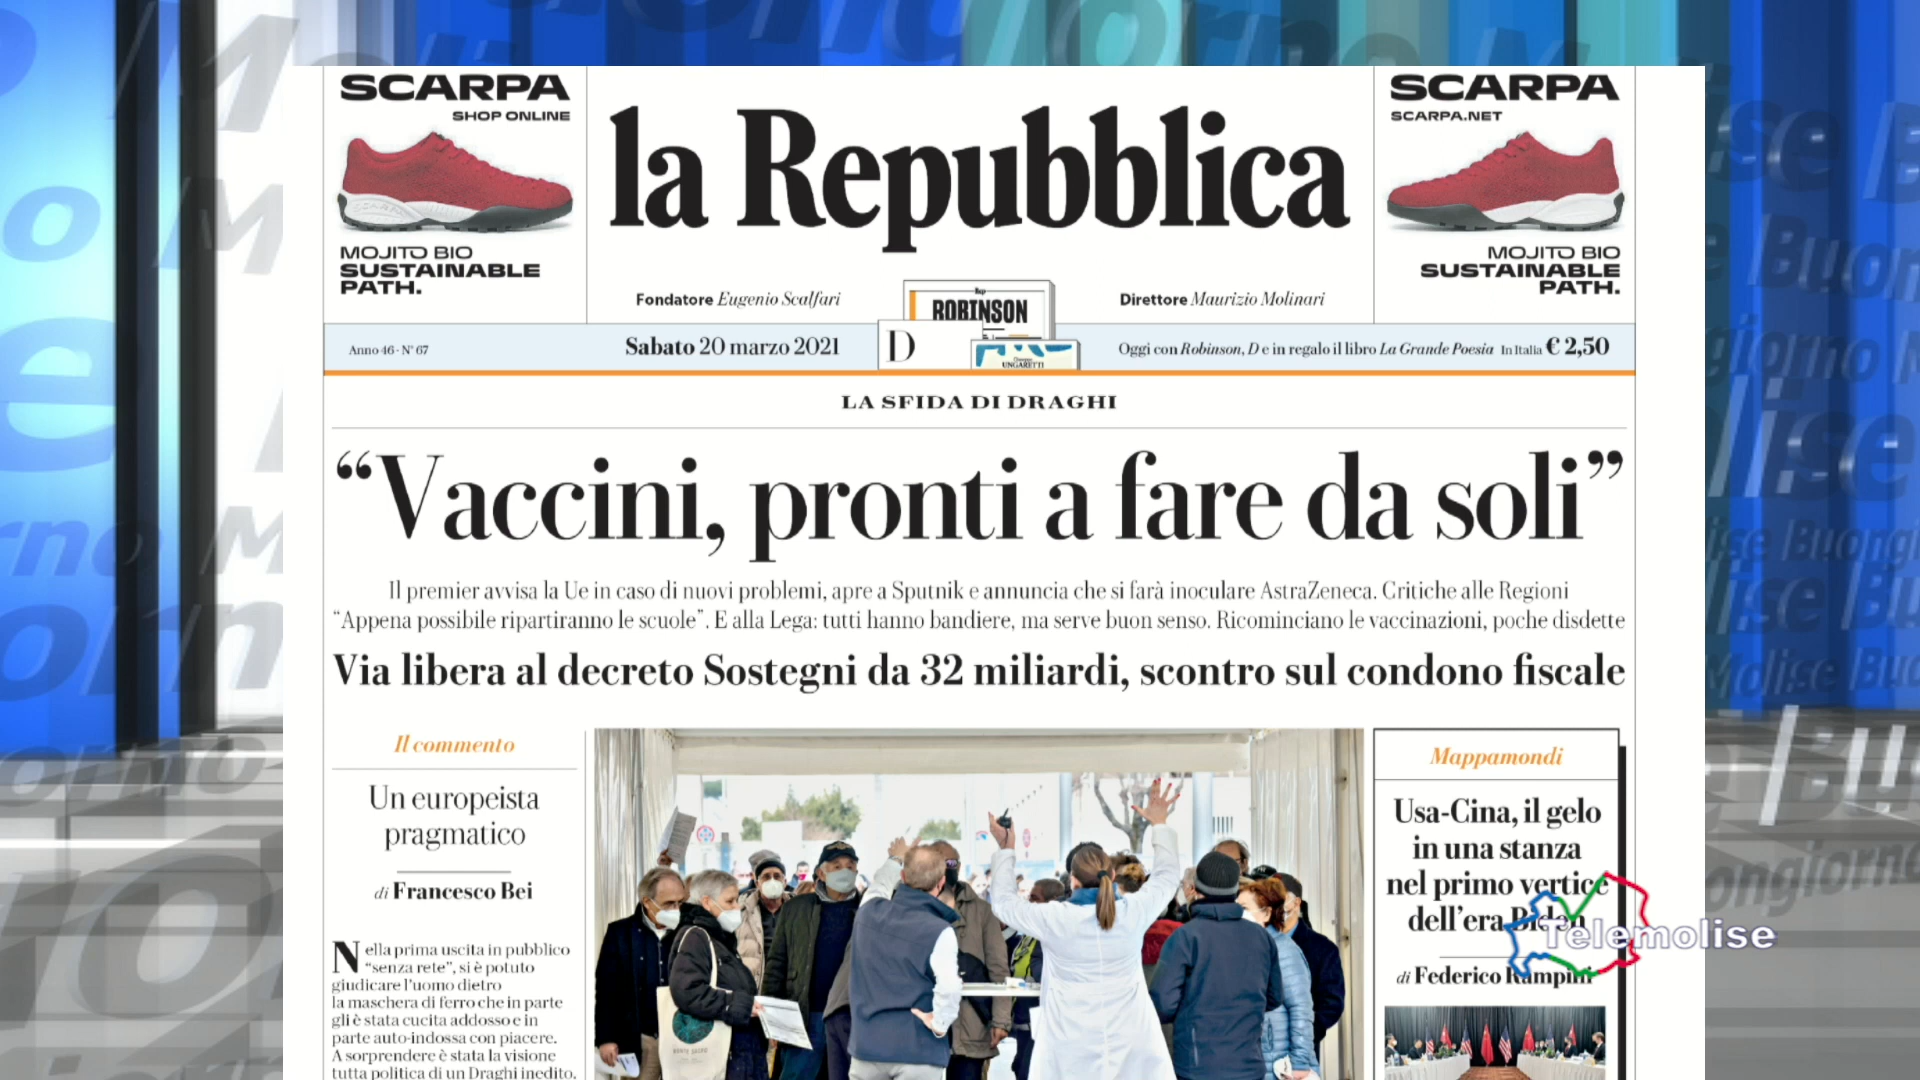 SCARPA
SHOP ONLINE
MOJITO BIO
SUSTAINABLE
PATH.
la Repubblica
SCARPA
SCARPA.NET
MOJITO BIO
SUSTAINABLE
PATH.
Fondatore Eugenio Scalfari
ROBINSON
Direttore Maurizio Molinari
Anno 46 - N° 67
Sabato 20 marzo 2021
D
UNGARETTI
Oggi con Robinson, D e in regalo il libro La Grande Poesia In Italia € 2,50
LA SFIDA DI DRAGHI
“Vaccini, pronti a fare da soli”
Il premier avvisa la Ue in caso di nuovi problemi, apre a Sputnik e annuncia che si farà inoculare AstraZeneca. Critiche alle Regioni
“Appena possibile ripartiranno le scuole”. E alla Lega: tutti hanno bandiere, ma serve buon senso. Ricominciano le vaccinazioni, poche disdette
Via libera al decreto Sostegni da 32 miliardi, scontro sul condono fiscale
Il commento
Un europeista
pragmatico
di Francesco Bei
Nella prima uscita in pubblico
“senza rete”, si è potuto
giudicare l’uomo dietro
la maschera di ferro che in parte
gli è stata cucita addosso e in
parte auto-indossa con piacere.
A sorprendere è stata la visione
tutta politica di un Draghi inedito.
Mappamondi
Usa-Cina, il gelo
in una stanza
nel primo vertice
dell’era Biden
di Federico Rampini
Telemolise